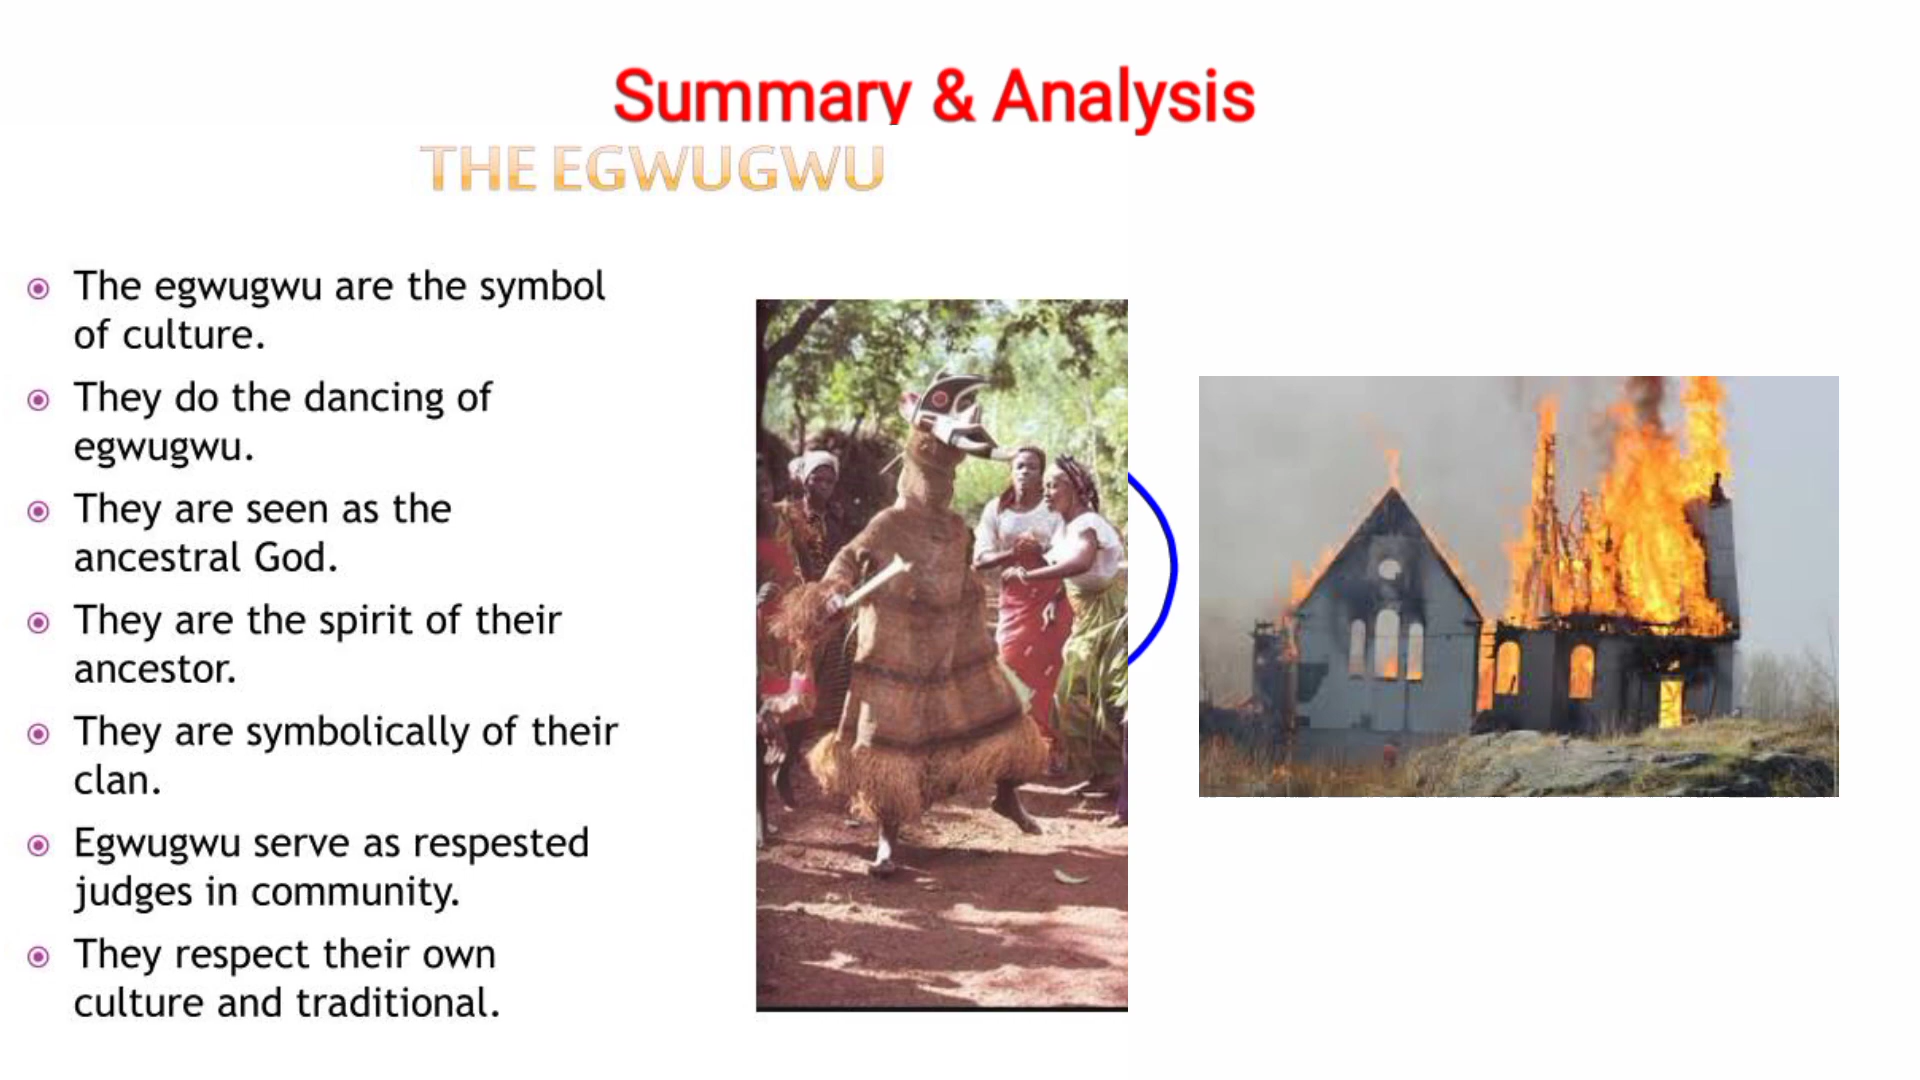 Summary & Analysis
THE EGWUGWU
The egwugwu are the symbol
of culture.
They do the dancing of
egwugwu.
They are seen as the
ancestral God.
They are the spirit of their
ancestor.
They are symbolically of their
clan.
Egwugwu serve as respested
judges in community.
They respect their own
culture and traditional.